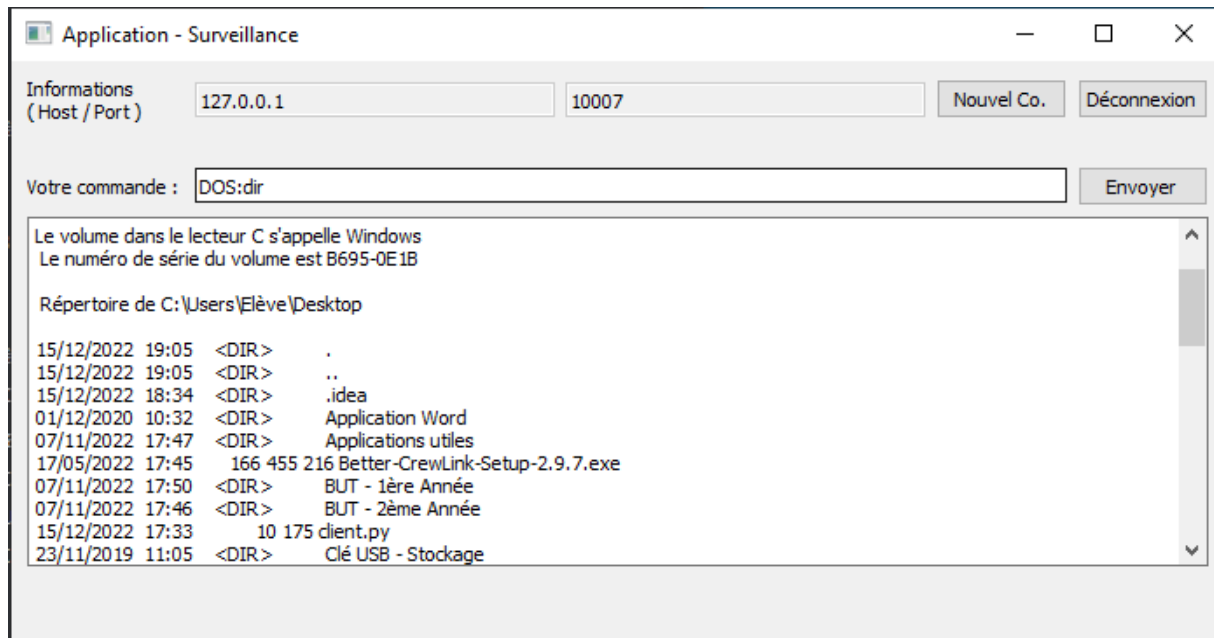 Application - Surveillance
Informations
( Host / Port )
127.0.0.1
10007
Nouvel Co.
Déconnexion
Votre commande :
DOS:dir
Envoyer
Le volume dans le lecteur C s'appelle Windows
Le numéro de série du volume est B695-0E1B
Répertoire de C:\Users\Elève\Desktop
15/12/2022 19:05 <DIR> .
15/12/2022 19:05 <DIR> ..
15/12/2022 18:34 <DIR> .idea
01/12/2020 10:32 <DIR> Application Word
07/11/2022 17:47 <DIR> Applications utiles
17/05/2022 17:45 166 455 216 Better-CrewLink-Setup-2.9.7.exe
07/11/2022 17:50 <DIR> BUT - 1ère Année
07/11/2022 17:46 <DIR> BUT - 2ème Année
15/12/2022 17:33 10 175 client.py
23/11/2019 11:05 <DIR> Clé USB - Stockage